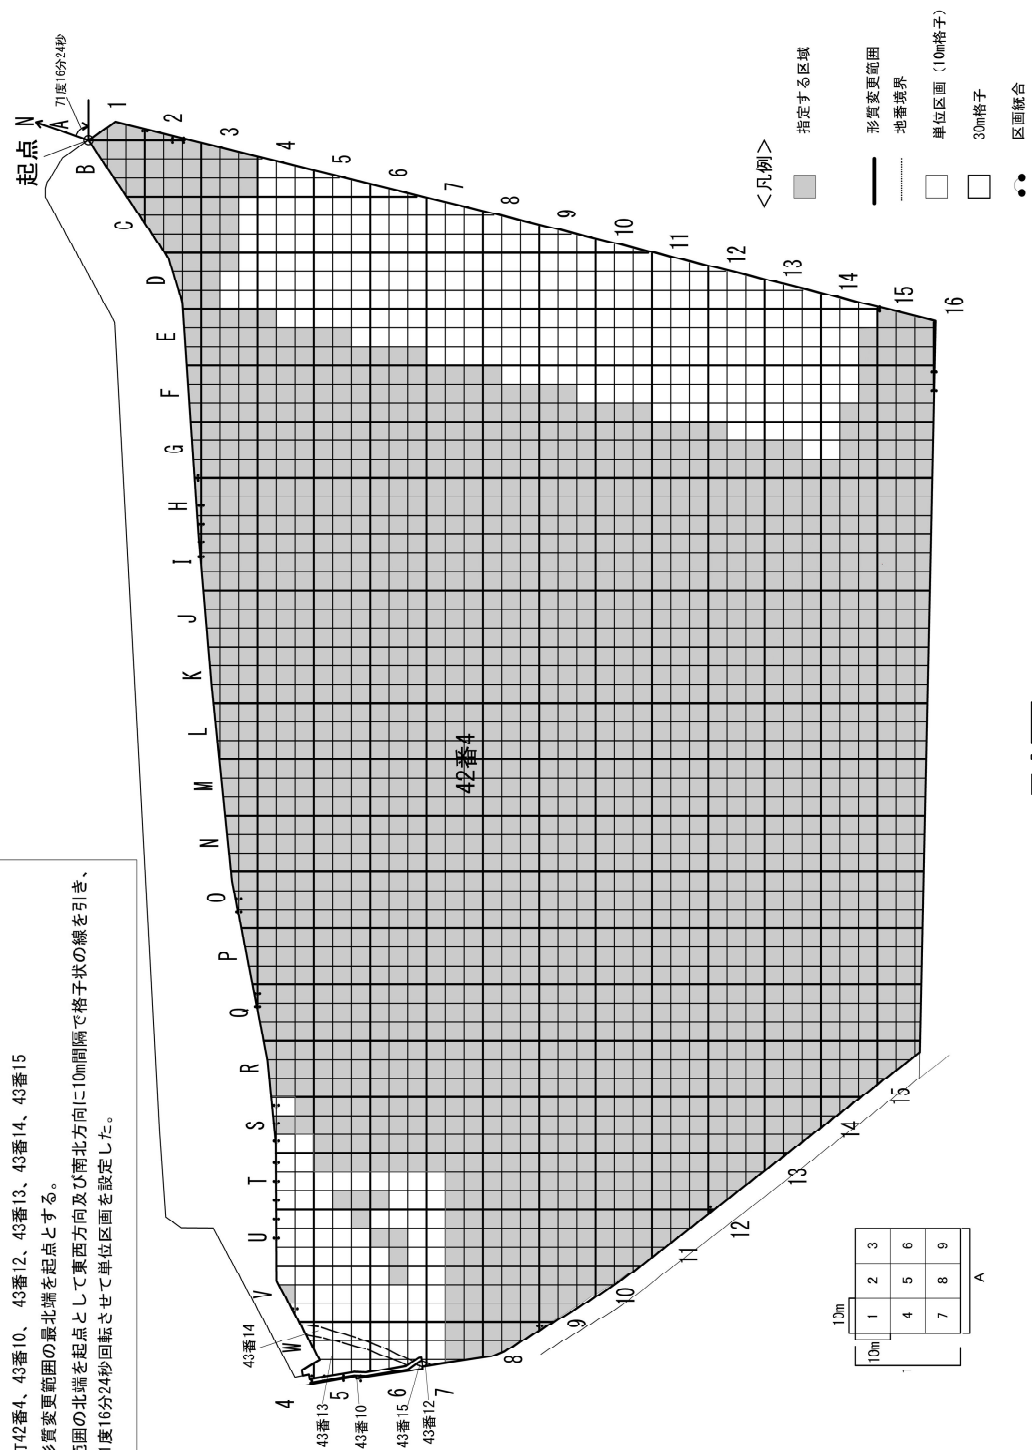 町42番4、43番10、43番12、43番13、43番14、43番15
形質変更範囲の最北端を起点とする。
範囲の北端を起点として東西方向及び南北方向に10m間隔で格子状の線を引き、
1度16分24秒回転させて単位区画を設定した。
起点
N
71度16分24秒
A
B
C
D
E
F
G
H
I
J
K
L
M
N
O
P
Q
R
S
T
U
V
W
1
2
3
4
5
6
7
8
9
10
11
12
13
14
15
16
42番4
4
5
6
7
8
9
10
11
12
13
14
15
43番14
43番13
43番10
43番15
43番12
<凡例>
指定する区域
形質変更範囲
地番境界
単位区画（10m格子）
30m格子
区画統合
10m
10m
1 2 3
4 5 6
7 8 9
A